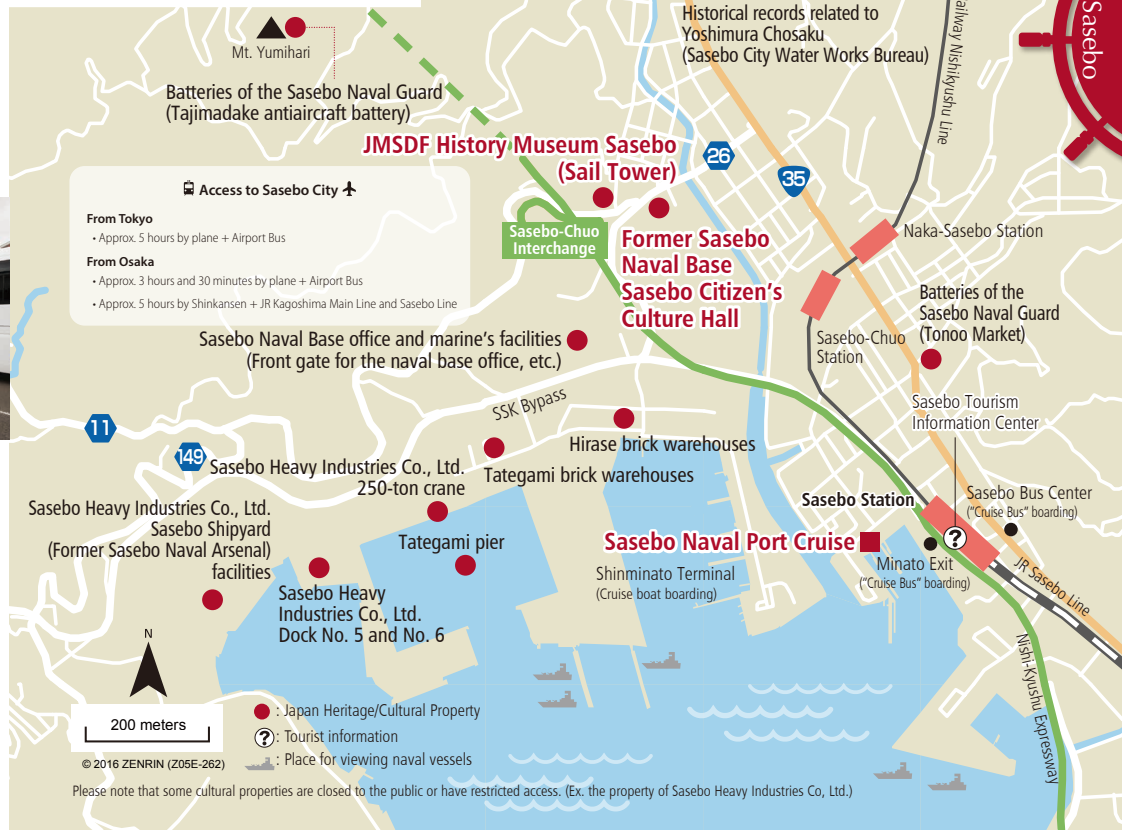 Historical records related to
Yoshimura Chosaku
(Sasebo City Water Works Bureau)
ailway Nishikyushu Line
Sasebo
Mt. Yumihari
Batteries of the Sasebo Naval Guard
(Tajimadake antiaircraft battery)
JMSDF History Museum Sasebo
(Sail Tower)
26
35
Access to Sasebo City
From Tokyo
• Approx. 5 hours by plane + Airport Bus
From Osaka
• Approx. 3 hours and 30 minutes by plane + Airport Bus
• Approx. 5 hours by Shinkansen + JR Kagoshima Main Line and Sasebo Line
Sasebo-Chuo
Interchange
Former Sasebo
Naval Base
Sasebo Citizen's
Culture Hall
Naka-Sasebo Station
Sasebo-Chuo
Station
Batteries of the
Sasebo Naval Guard
(Tonoo Market)
Sasebo Naval Base office and marine's facilities
(Front gate for the naval base office, etc.)
SSK Bypass
Sasebo Tourism
Information Center
11
149
Hirase brick warehouses
Tategami brick warehouses
Sasebo Heavy Industries Co., Ltd.
250-ton crane
Sasebo Station
Sasebo Bus Center
("Cruise Bus" boarding)
Sasebo Heavy Industries Co., Ltd.
Sasebo Shipyard
(Former Sasebo Naval Arsenal)
facilities
Tategami pier
Sasebo Naval Port Cruise
Shinminato Terminal
(Cruise boat boarding)
?
Minato Exit
("Cruise Bus" boarding)
JR Sasebo Line
Sasebo Heavy
Industries Co., Ltd.
Dock No. 5 and No. 6
Nishi-Kyushu Expressway
N
200 meters
© 2016 ZENRIN (Z05E-262)
: Japan Heritage/Cultural Property
? : Tourist information
: Place for viewing naval vessels
Please note that some cultural properties are closed to the public or have restricted access. (Ex. the property of Sasebo Heavy Industries Co, Ltd.)